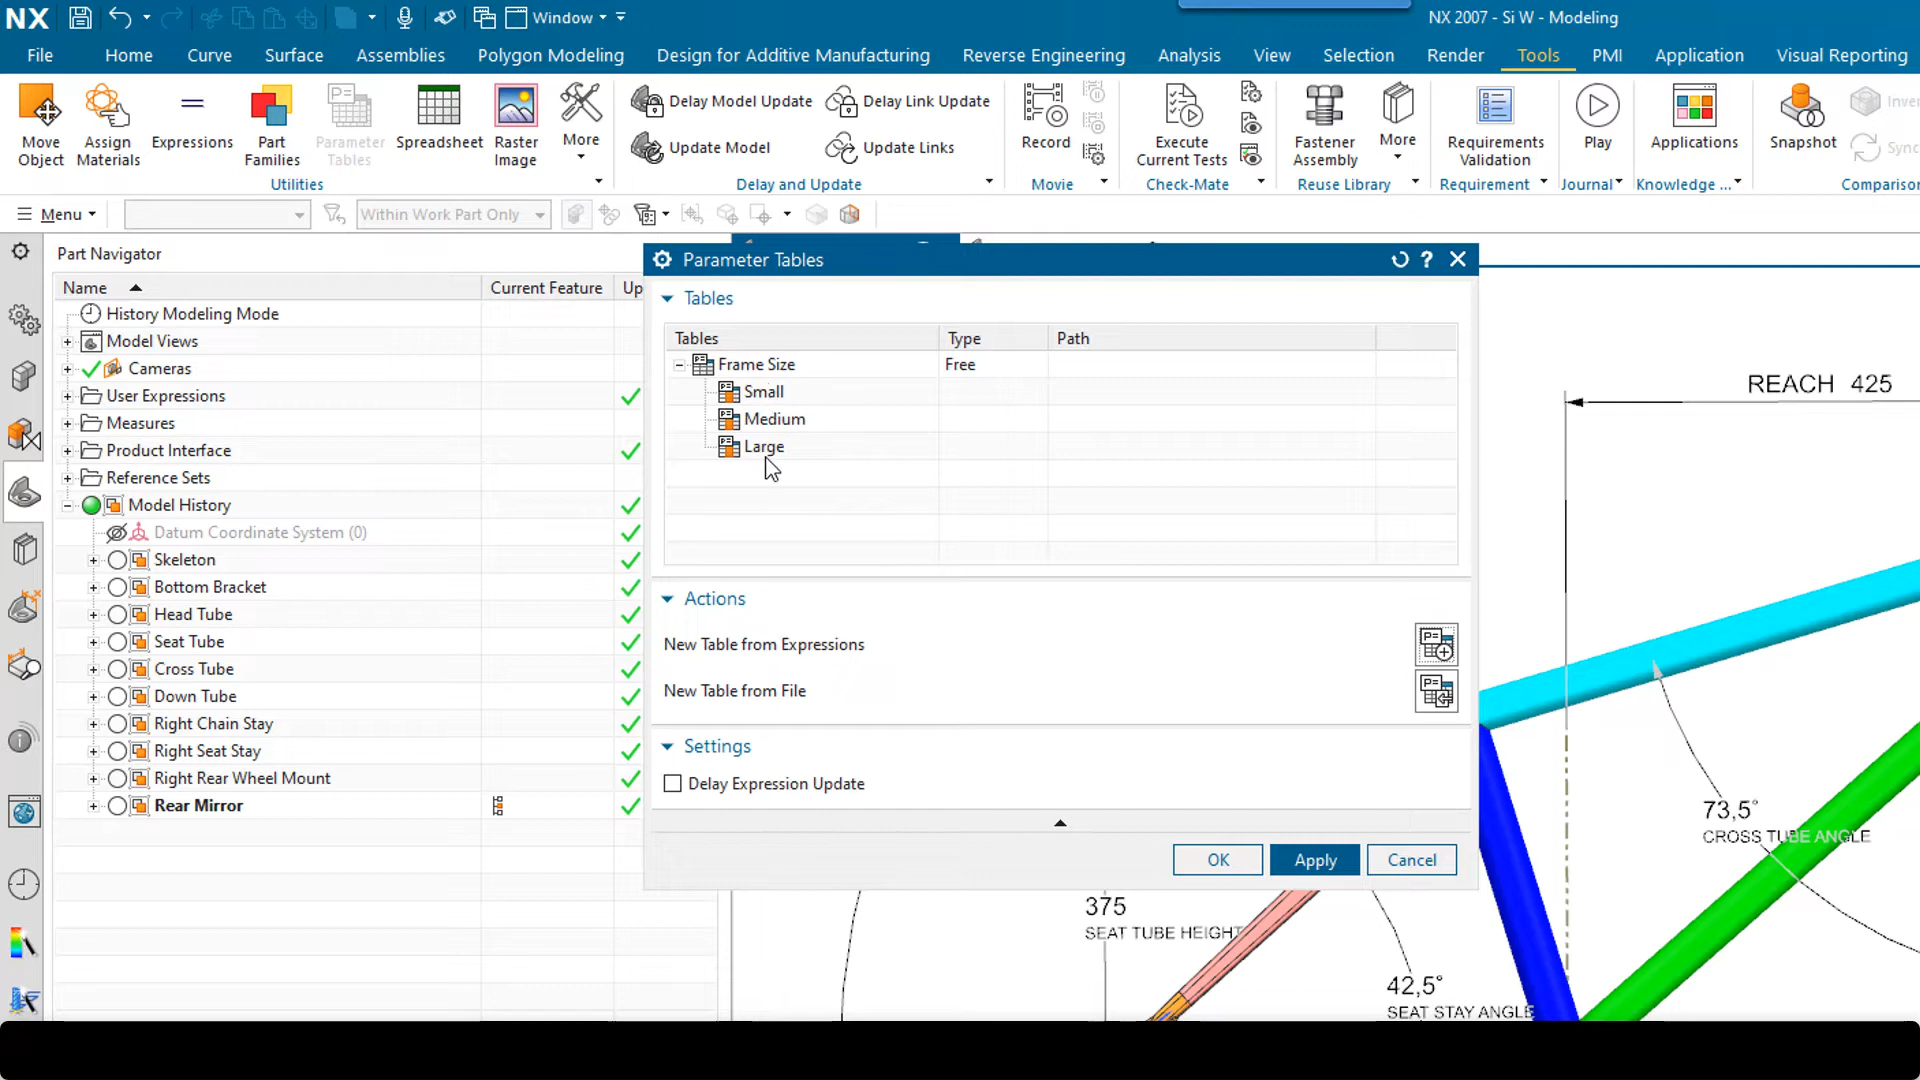 NX
Window
NX 2007 - Si W - Modeling
File Home Curve Surface Assemblies Polygon Modeling Design for Additive Manufacturing Reverse Engineering Analysis View Selection Render Tools PMI Application Visual Reporting
Move Object
Assign Materials
Expressions
Part Families
Parameter Tables
Spreadsheet
Raster Image
More
Delay Model Update
Delay Link Update
Update Model
Update Links
Record
Execute Current Tests
Fastener Assembly
More
Requirements Validation
Play
Applications
Snapshot
Utilities
Delay and Update
Movie
Check-Mate
Reuse Library
Requirement
Journal
Knowledge ...
Comparison
Menu
Within Work Part Only
Part Navigator
Name Current Feature Up
History Modeling Mode
Model Views
Cameras
User Expressions
Measures
Product Interface
Reference Sets
Model History
Datum Coordinate System (0)
Skeleton
Bottom Bracket
Head Tube
Seat Tube
Cross Tube
Down Tube
Right Chain Stay
Right Seat Stay
Right Rear Wheel Mount
Rear Mirror
Parameter Tables
Tables
Tables Type Path
Frame Size Free
Small
Medium
Large
Actions
New Table from Expressions
New Table from File
Settings
Delay Expression Update
OK Apply Cancel
REACH 425
73,5°
CROSS TUBE ANGLE
375
SEAT TUBE HEIGHT
42,5°
SEAT STAY ANGLE